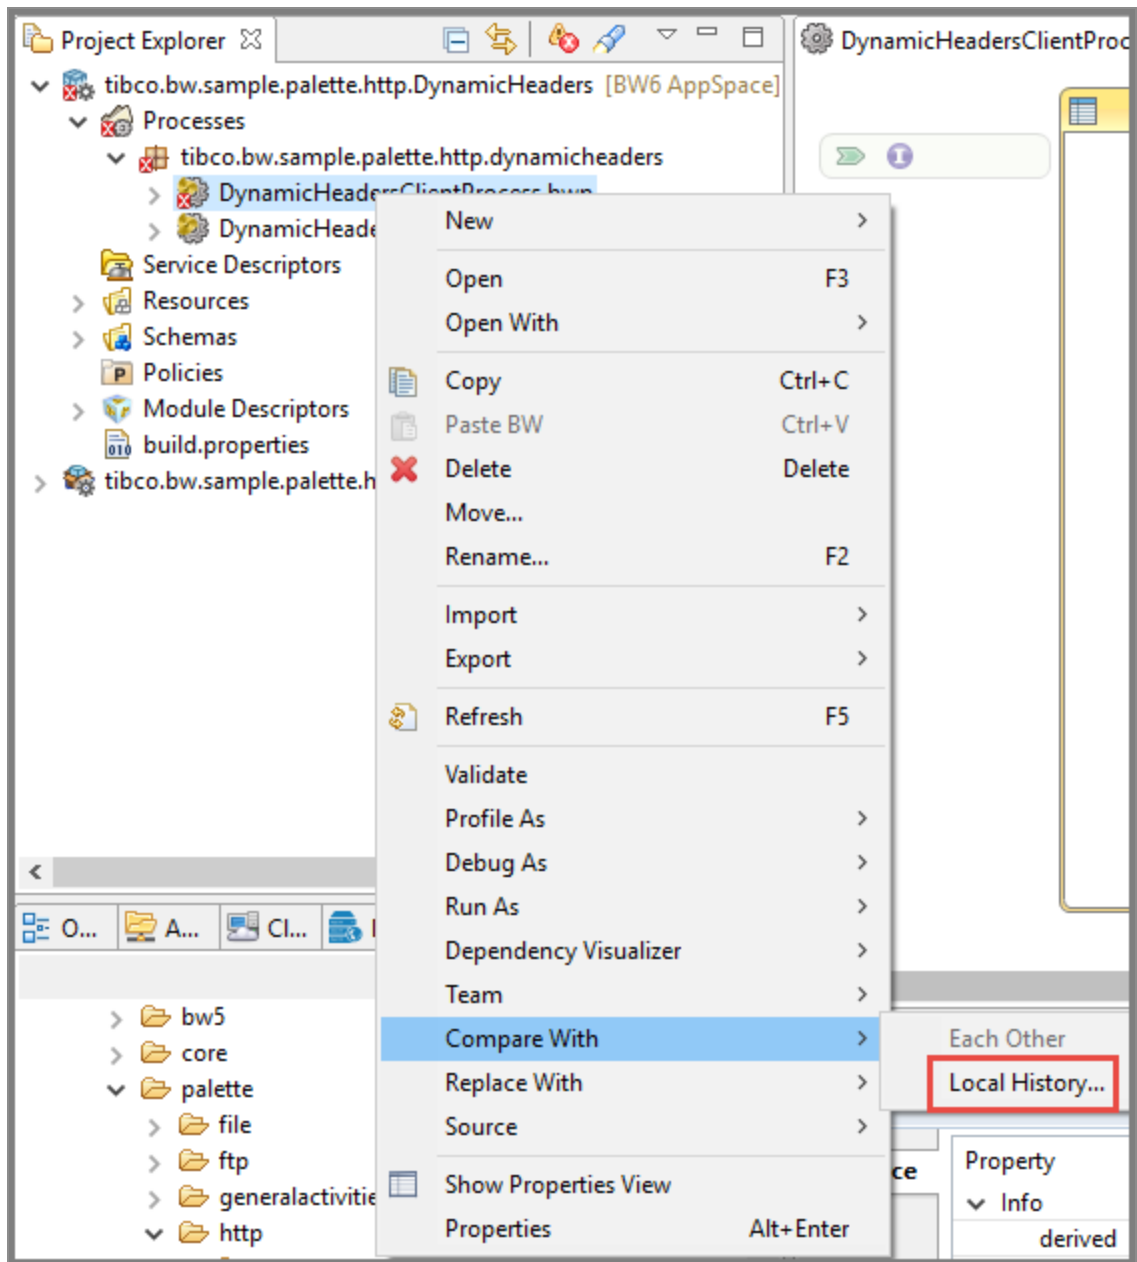 Project Explorer
DynamicHeadersClientProc
tibco.bw.sample.palette.http.DynamicHeaders [BW6 AppSpace]
Processes
tibco.bw.sample.palette.http.dynamicheaders
DynamicHeadersClientProcess.bwp
DynamicHeade
Service Descriptors
Resources
Schemas
Policies
Module Descriptors
build.properties
tibco.bw.sample.palette.h
New
Open F3
Open With
Copy Ctrl+C
Paste BW Ctrl+V
Delete Delete
Move...
Rename... F2
Import
Export
Refresh F5
Validate
Profile As
Debug As
Run As
Dependency Visualizer
Team
Compare With
Replace With
Source
Show Properties View
Properties Alt+Enter
Each Other
Local History...
O...
A...
Cl...
bw5
core
palette
file
ftp
generalactivitie
http
ce
Property
Info
derived